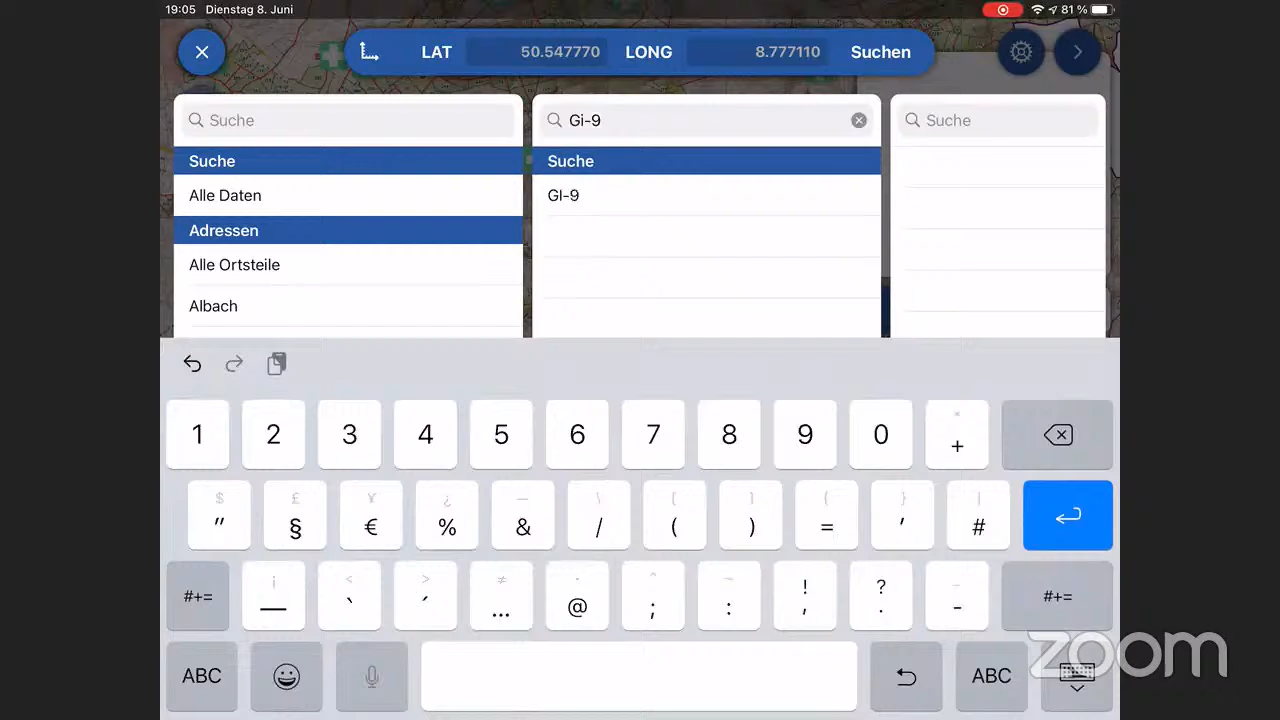 19:05 Dienstag 8. Juni
81 %
LAT 50.547770 LONG 8.777110 Suchen
Suche
Gi-9
Suche
Suche
Suche
Alle Daten
GI-9
Adressen
Alle Ortsteile
Albach
1 2 3 4 5 6 7 8 9 0 * +
$ £ ¥ ¿ — \ [ ] { } |
" § € % & / ( ) = ' #
#+= ¡ < > ≠ · ^ ~ ! ? – #+=
_ ` ´ … @ ; : , . -
ABC ABC
zoom